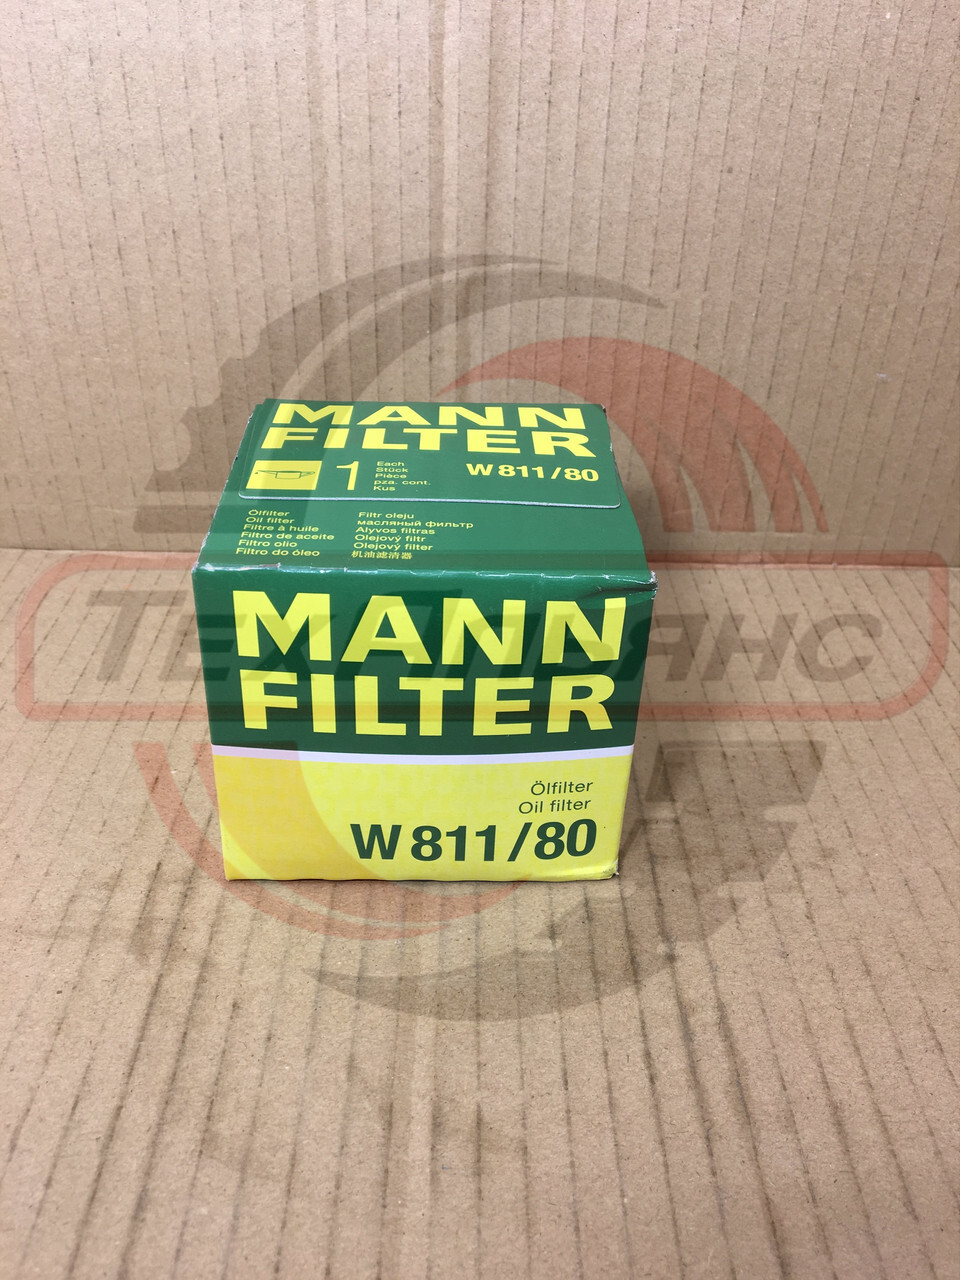 MANN
FILTER
1
Each
Stück
Pièce
pza. cont.
Kus
W 811/80
Ölfilter
Oil filter
Filtre à huile
Filtro de aceite
Filtro olio
Filtro do óleo
Filtr oleju
масляный фильтр
Alyvos filtras
Olejový filtr
Olejový filter
机油滤清器
MANN
FILTER
Ölfilter
Oil filter
W 811/80